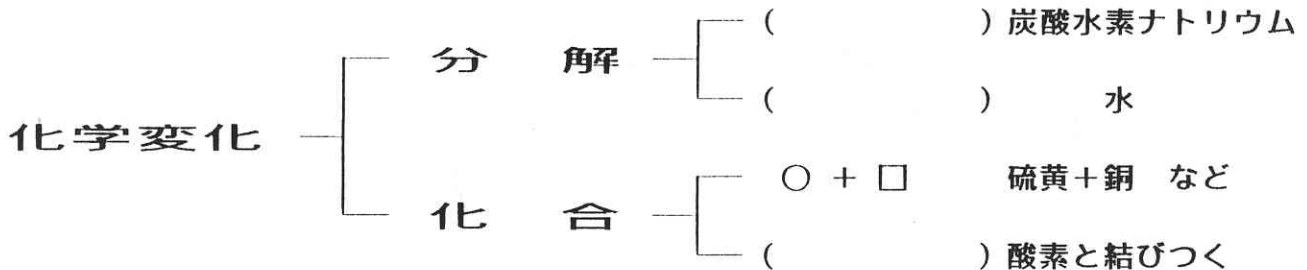 ( ) 炭酸水素ナトリウム
分 解
( ) 水
化学変化
○ + □ 硫黄+銅 など
化 合
( ) 酸素と結びつく